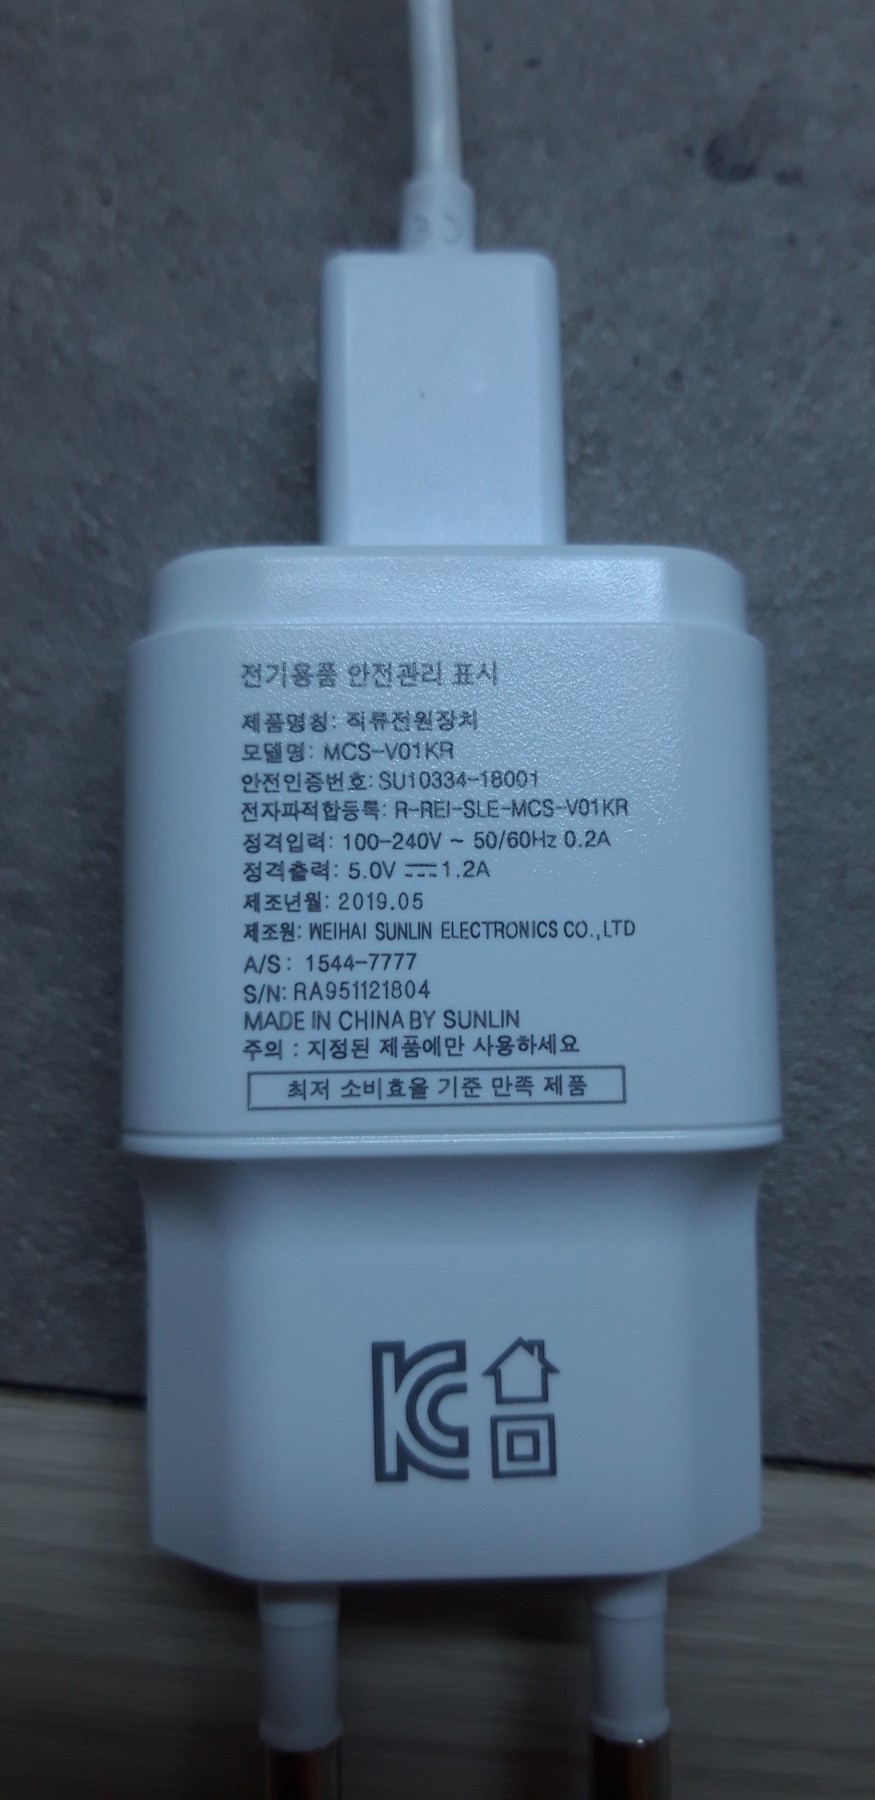 전기용품 안전관리 표시
제품명칭: 직류전원장치
모델명: MCS-V01KR
안전인증번호: SU10334-18001
전자파적합등록: R-REI-SLE-MCS-V01KR
정격입력: 100-240V ~ 50/60Hz 0.2A
정격출력: 5.0V ⎓ 1.2A
제조년월: 2019.05
제조원: WEIHAI SUNLIN ELECTRONICS CO.,LTD
A/S: 1544-7777
S/N: RA951121804
MADE IN CHINA BY SUNLIN
주의 : 지정된 제품에만 사용하세요
최저 소비효율 기준 만족 제품
KC